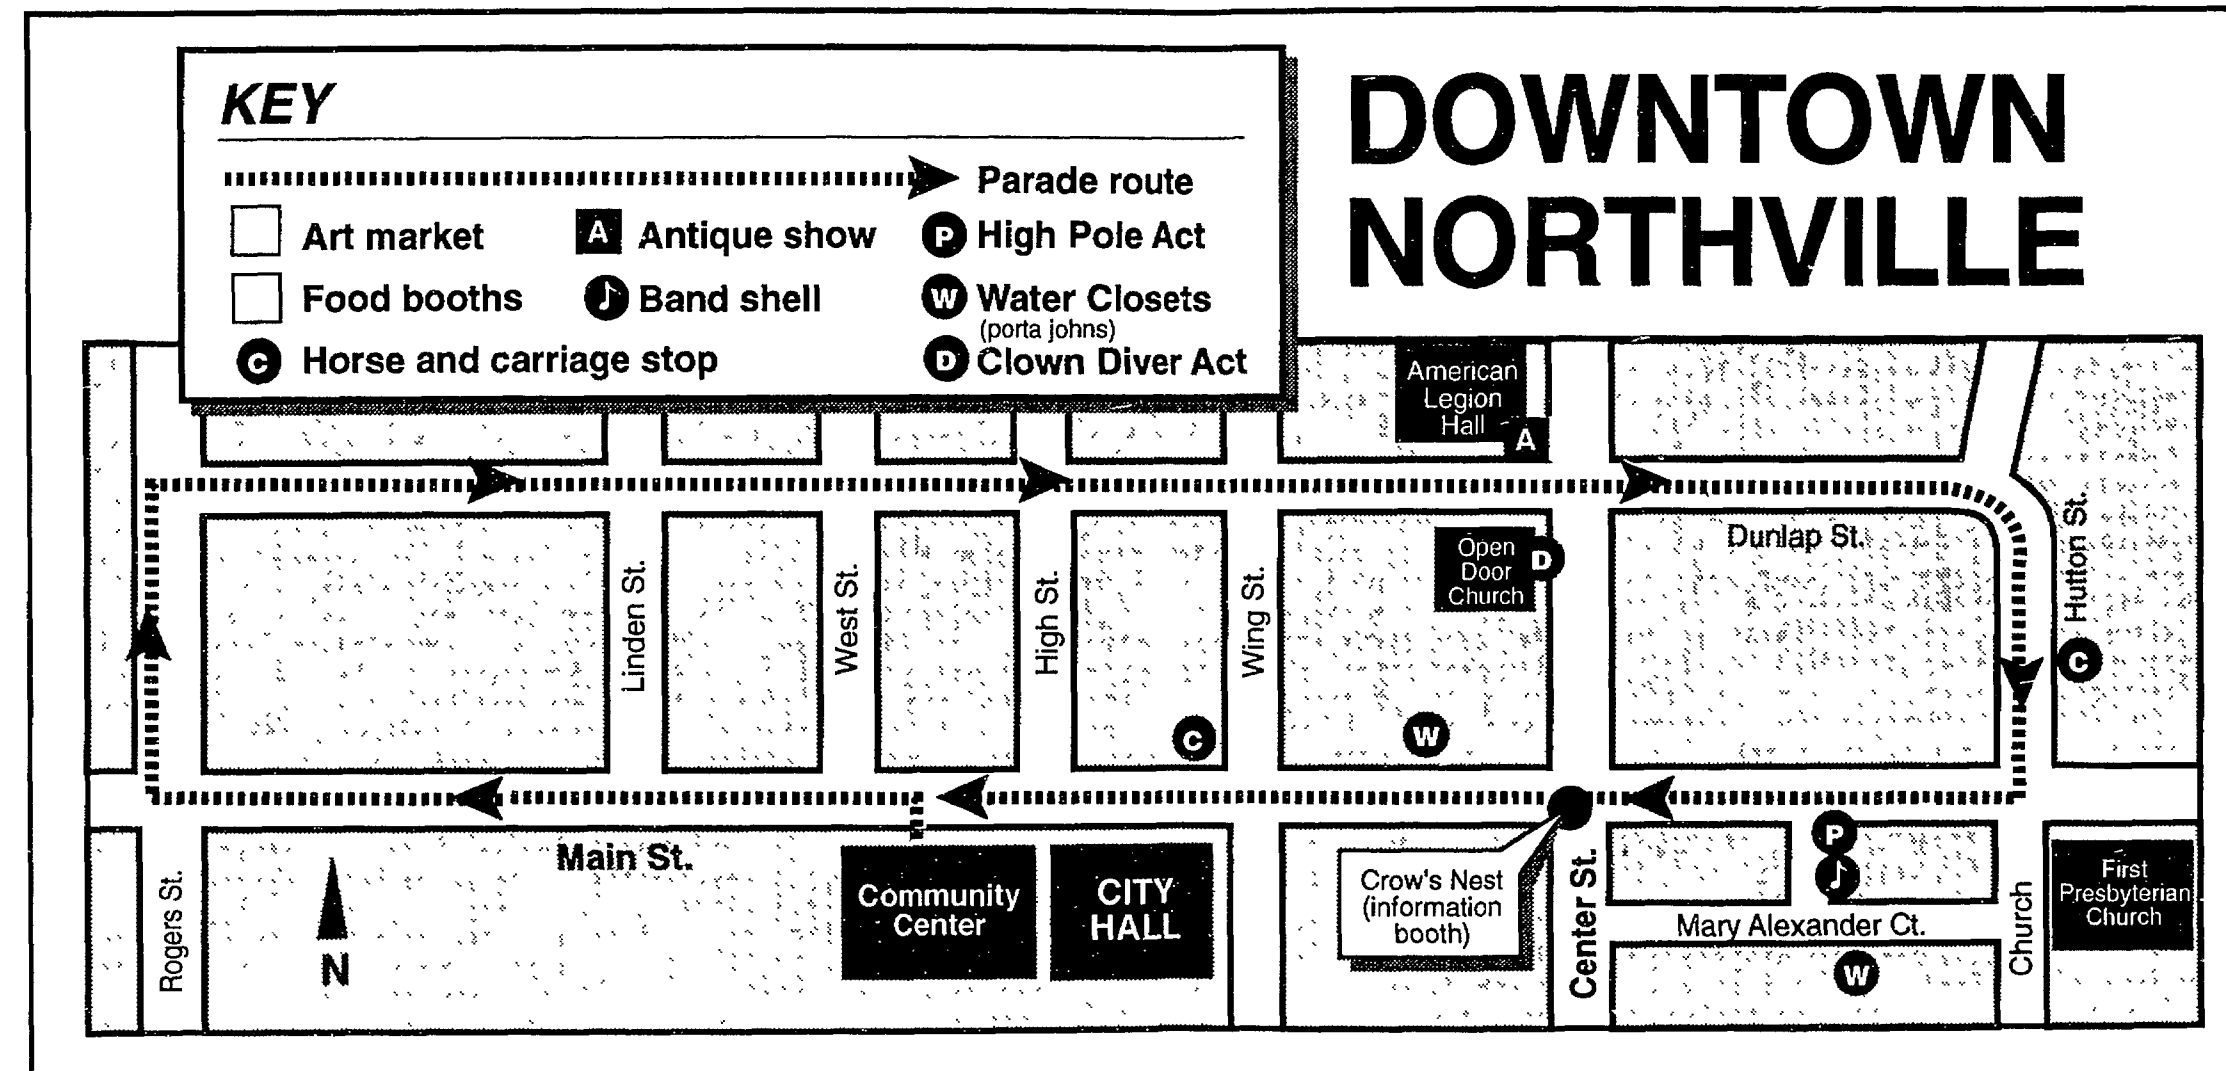 DOWNTOWN
NORTHVILLE
KEY
Parade route
Art market
A Antique show
P High Pole Act
Food booths
♪ Band shell
W Water Closets
(porta johns)
C Horse and carriage stop
D Clown Diver Act
American
Legion
Hall
A
Dunlap St.
Open
Door
Church
D
Linden St.
West St.
High St.
Wing St.
Hutton St.
C
C
W
Main St.
Community
Center
CITY
HALL
Crow's Nest
(information
booth)
Center St.
P
♪
Mary Alexander Ct.
W
Church
First
Presbyterian
Church
Rogers St.
N